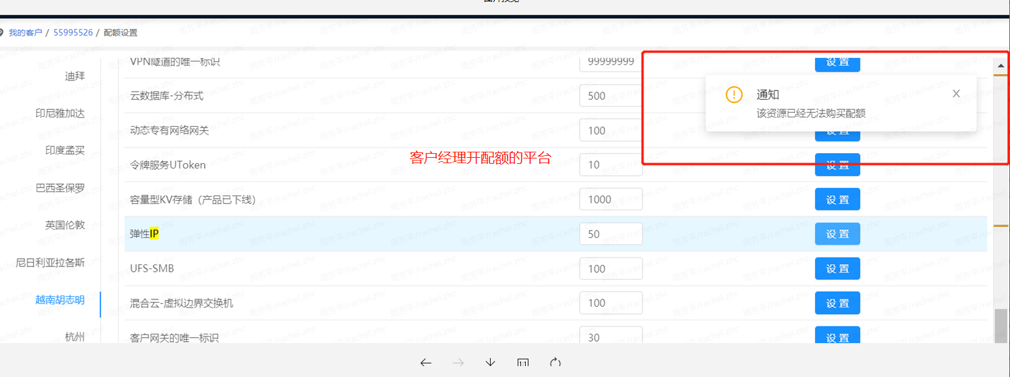 我的客户 / 55995526 / 配额设置
迪拜
印尼雅加达
印度孟买
巴西圣保罗
英国伦敦
尼日利亚拉各斯
越南胡志明
杭州
VPN隧道的唯一标识 99999999 设 置
云数据库-分布式 500
动态专有网络网关 100 设 置
令牌服务UToken 10 设 置
容量型KV存储（产品已下线） 1000 设 置
弹性IP 50 设 置
UFS-SMB 100 设 置
混合云-虚拟边界交换机 100 设 置
客户网关的唯一标识 30 设 置
通知
该资源已经无法购买配额
客户经理开配额的平台